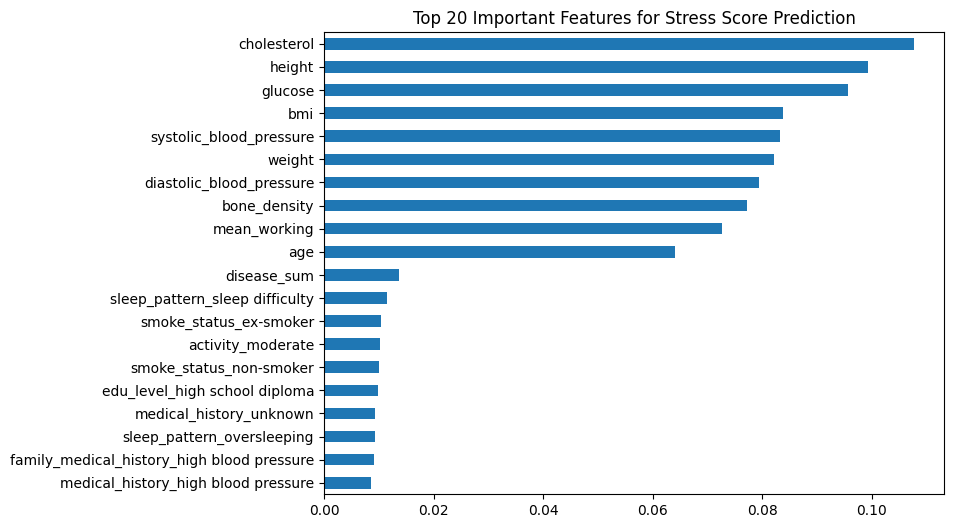 Top 20 Important Features for Stress Score Prediction
cholesterol
height
glucose
bmi
systolic_blood_pressure
weight
diastolic_blood_pressure
bone_density
mean_working
age
disease_sum
sleep_pattern_sleep difficulty
smoke_status_ex-smoker
activity_moderate
smoke_status_non-smoker
edu_level_high school diploma
medical_history_unknown
sleep_pattern_oversleeping
family_medical_history_high blood pressure
medical_history_high blood pressure
0.00 0.02 0.04 0.06 0.08 0.10